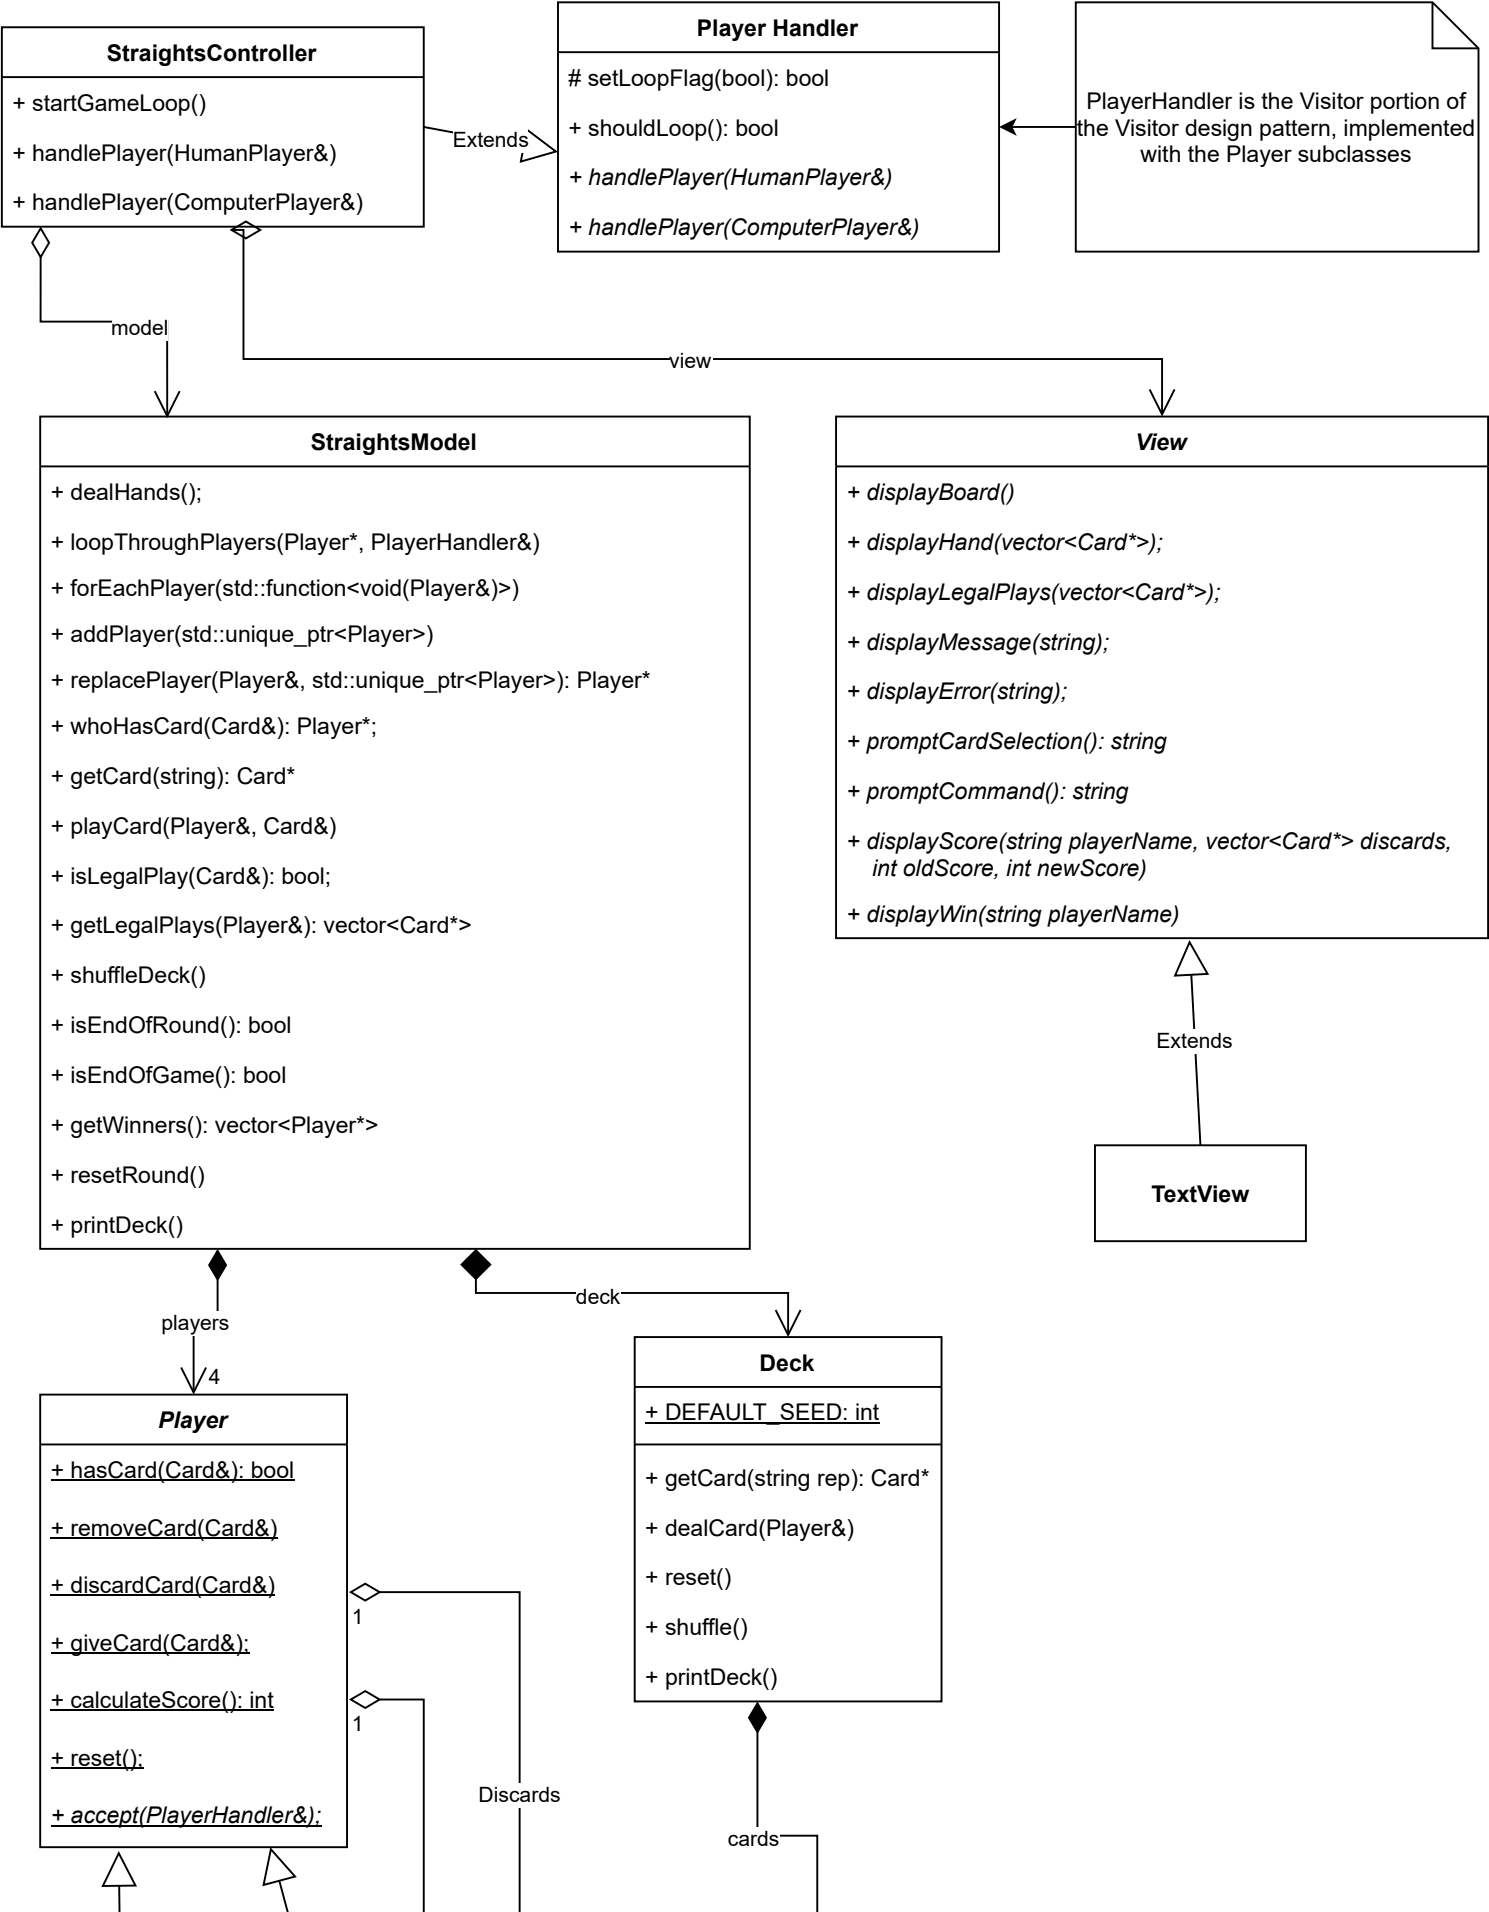 StraightsController
+ startGameLoop()
+ handlePlayer(HumanPlayer&)
+ handlePlayer(ComputerPlayer&)
Extends
Player Handler
# setLoopFlag(bool): bool
+ shouldLoop(): bool
+ handlePlayer(HumanPlayer&)
+ handlePlayer(ComputerPlayer&)
PlayerHandler is the Visitor portion of
the Visitor design pattern, implemented
with the Player subclasses
model
view
StraightsModel
+ dealHands();
+ loopThroughPlayers(Player*, PlayerHandler&)
+ forEachPlayer(std::function<void(Player&)>)
+ addPlayer(std::unique_ptr<Player>)
+ replacePlayer(Player&, std::unique_ptr<Player>): Player*
+ whoHasCard(Card&): Player*;
+ getCard(string): Card*
+ playCard(Player&, Card&)
+ isLegalPlay(Card&): bool;
+ getLegalPlays(Player&): vector<Card*>
+ shuffleDeck()
+ isEndOfRound(): bool
+ isEndOfGame(): bool
+ getWinners(): vector<Player*>
+ resetRound()
+ printDeck()
View
+ displayBoard()
+ displayHand(vector<Card*>);
+ displayLegalPlays(vector<Card*>);
+ displayMessage(string);
+ displayError(string);
+ promptCardSelection(): string
+ promptCommand(): string
+ displayScore(string playerName, vector<Card*> discards,
int oldScore, int newScore)
+ displayWin(string playerName)
Extends
TextView
players
4
deck
Player
+ hasCard(Card&): bool
+ removeCard(Card&)
+ discardCard(Card&)
+ giveCard(Card&);
+ calculateScore(): int
+ reset();
+ accept(PlayerHandler&);
1
1
Discards
Deck
+ DEFAULT_SEED: int
+ getCard(string rep): Card*
+ dealCard(Player&)
+ reset()
+ shuffle()
+ printDeck()
cards